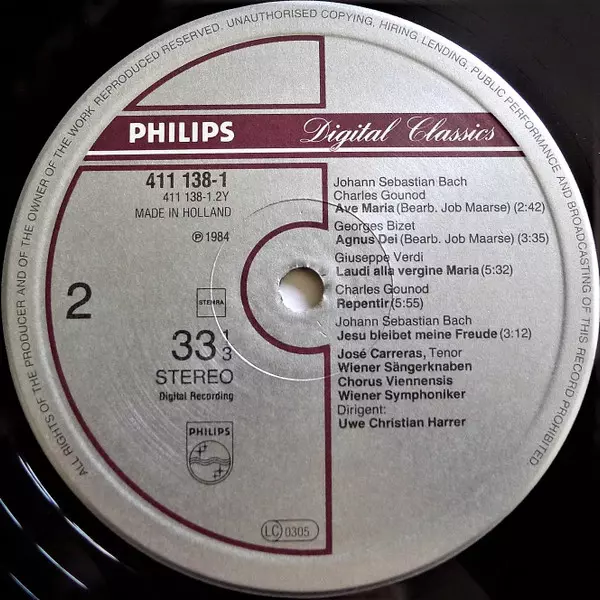 ALL RIGHTS OF THE PRODUCER AND OF THE OWNER OF THE WORK REPRODUCED RESERVED. UNAUTHORISED COPYING, HIRING, LENDING, PUBLIC PERFORMANCE AND BROADCASTING OF THIS RECORD PROHIBITED
PHILIPS Digital Classics
411 138-1
411 138-1.2Y
MADE IN HOLLAND
℗ 1984
2
STEMRA
33 1/3
STEREO
Digital Recording
PHILIPS
Johann Sebastian Bach
Charles Gounod
Ave Maria (Bearb. Job Maarse) (2:42)
Georges Bizet
Agnus Dei (Bearb. Job Maarse) (3:35)
Giuseppe Verdi
Laudi alla vergine Maria (5:32)
Charles Gounod
Repentir (5:55)
Johann Sebastian Bach
Jesu bleibet meine Freude (3:12)
José Carreras, Tenor
Wiener Sängerknaben
Chorus Viennensis
Wiener Symphoniker
Dirigent:
Uwe Christian Harrer
LC 0305